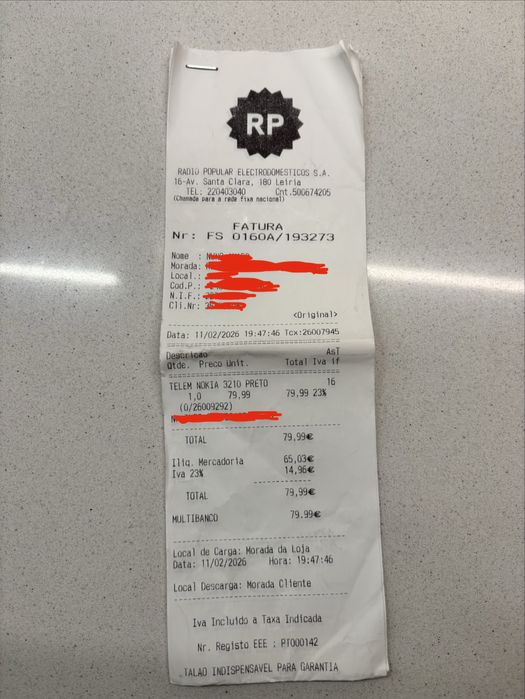 RP
RADIO POPULAR ELECTRODOMESTICOS S.A.
16-Av. Santa Clara, 180 Leiria
TEL: 220403040 Cnt.500674205
(Chamada para a rede fixa nacional)
FATURA
Nr: FS 0160A/193273
Nome :
Morada:
Local.:
Cod.P.:
N.I.F.:
Cli.Nr:
<Original>
Data: 11/02/2026 19:47:46 Tcx:26007945
Descricao AsT
Qtde. Preco Unit. Total Iva if
TELEM NOKIA 3210 PRETO 16
1,0 79,99 79,99 23%
(0/26009292)
TOTAL 79,99€
Iliq. Mercadoria 65,03€
Iva 23% 14,96€
TOTAL 79,99€
MULTIBANCO 79.99€
Local de Carga: Morada da Loja
Data: 11/02/2026 Hora: 19:47:46
Local Descarga: Morada Cliente
Iva Incluido a Taxa Indicada
Nr. Registo EEE : PT000142
TALAO INDISPENSAVEL PARA GARANTIA